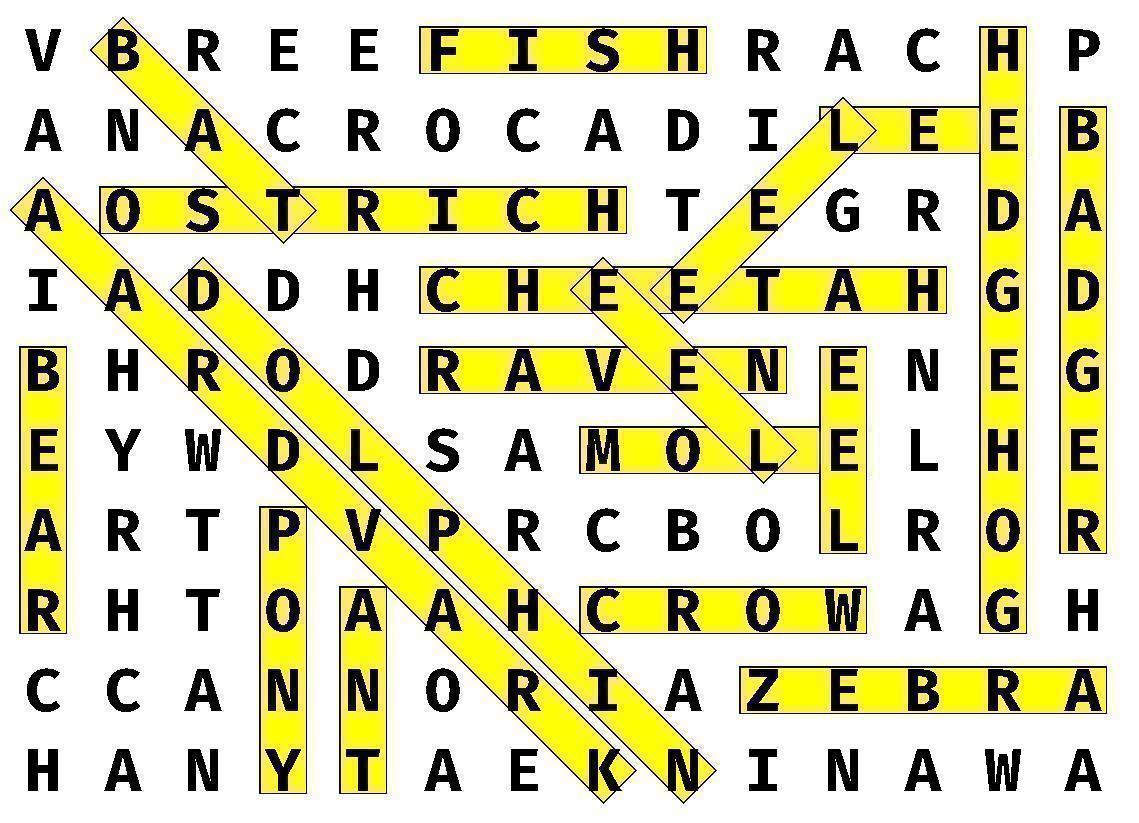 V B R E E F I S H R A C H P
A N A C R O C A D I L E E B
A O S T R I C H T E G R D A
I A D D H C H E E T A H G D
B H R O D R A V E N E N E G
E Y W D L S A M O L E L H E
A R T P V P R C B O L R O R
R H T O A A H C R O W A G H
C C A N N O R I A Z E B R A
H A N Y T A E K N I N A W A